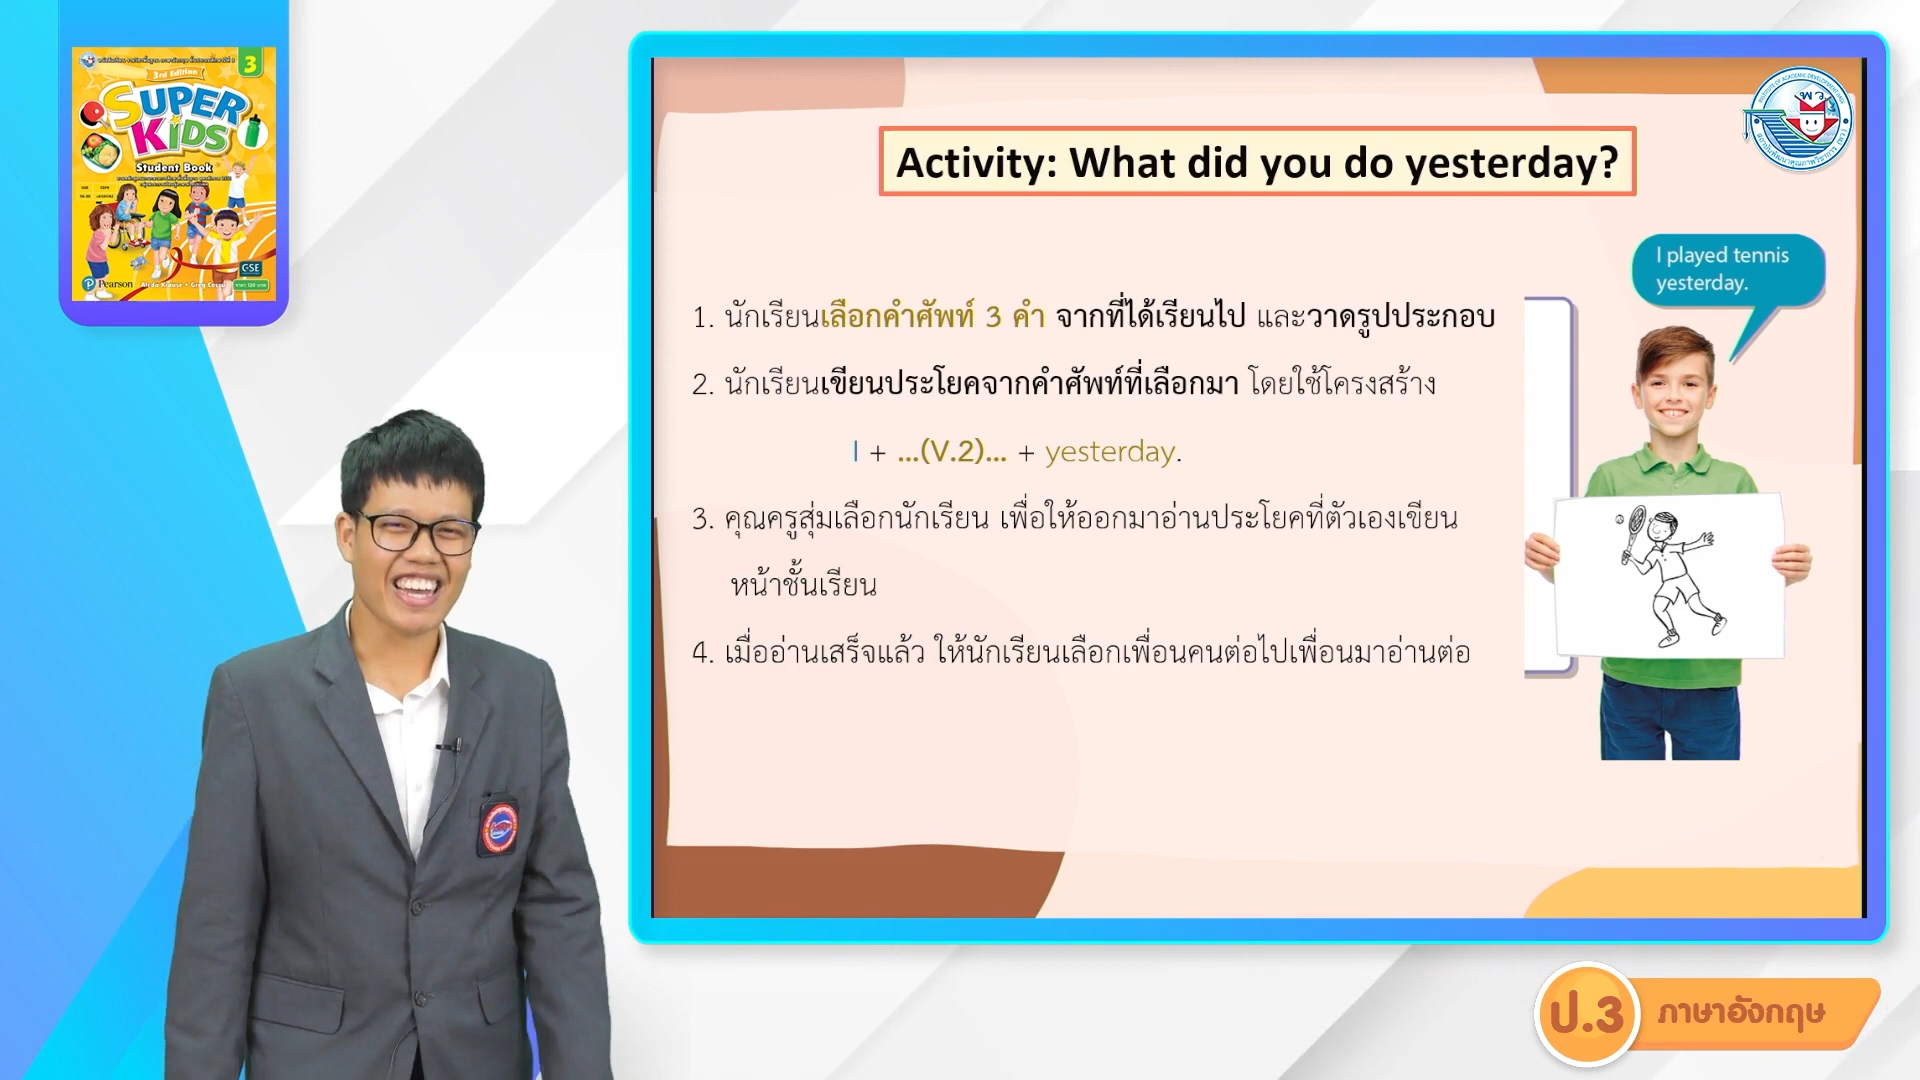 3
3rd Edition
SUPER
KiDS
Student Book
GSE
Pearson
Aleda Krause • Greg Cossu
พว
Activity: What did you do yesterday?
I played tennis
yesterday.
1. นักเรียนเลือกคำศัพท์ 3 คำ จากที่ได้เรียนไป และวาดรูปประกอบ
2. นักเรียนเขียนประโยคจากคำศัพท์ที่เลือกมา โดยใช้โครงสร้าง
I + ...(V.2)... + yesterday.
3. คุณครูสุ่มเลือกนักเรียน เพื่อให้ออกมาอ่านประโยคที่ตัวเองเขียน
หน้าชั้นเรียน
4. เมื่ออ่านเสร็จแล้ว ให้นักเรียนเลือกเพื่อนคนต่อไปเพื่อนมาอ่านต่อ
ป.3
ภาษาอังกฤษ